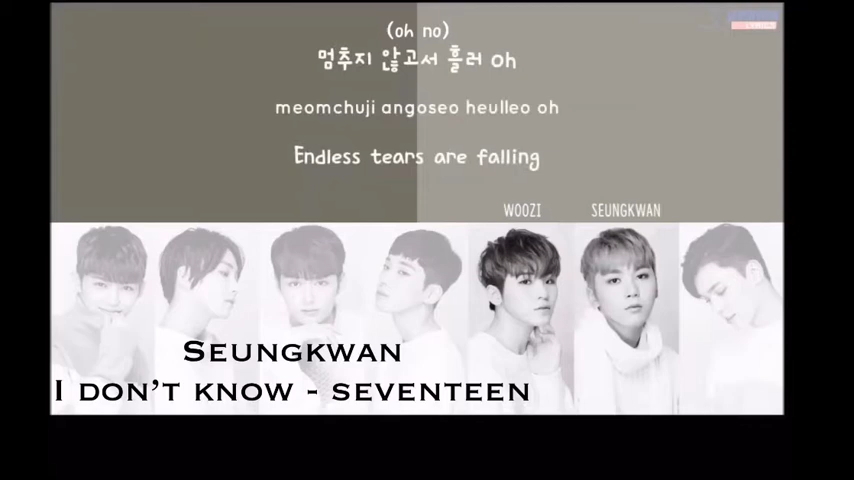 (oh no)
멈추지 않고서 흘러 oh
meomchuji angoseo heulleo oh
Endless tears are falling
WOOZI SEUNGKWAN
SEUNGKWAN
I DON'T KNOW - SEVENTEEN